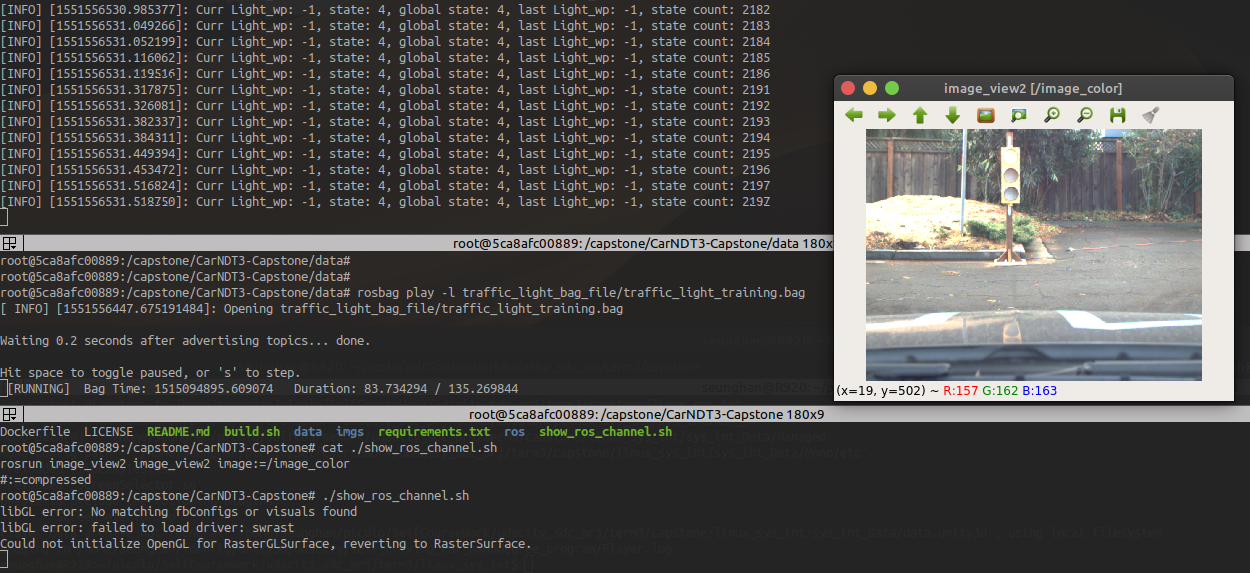 [INFO] [1551556530.985377]: Curr Light_wp: -1, state: 4, global state: 4, last Light_wp: -1, state count: 2182
[INFO] [1551556531.049266]: Curr Light_wp: -1, state: 4, global state: 4, last Light_wp: -1, state count: 2183
[INFO] [1551556531.052199]: Curr Light_wp: -1, state: 4, global state: 4, last Light_wp: -1, state count: 2184
[INFO] [1551556531.116062]: Curr Light_wp: -1, state: 4, global state: 4, last Light_wp: -1, state count: 2185
[INFO] [1551556531.119516]: Curr Light_wp: -1, state: 4, global state: 4, last Light_wp: -1, state count: 2186
[INFO] [1551556531.317875]: Curr Light_wp: -1, state: 4, global state: 4, last Light_wp: -1, state count: 2191
[INFO] [1551556531.326081]: Curr Light_wp: -1, state: 4, global state: 4, last Light_wp: -1, state count: 2192
[INFO] [1551556531.382337]: Curr Light_wp: -1, state: 4, global state: 4, last Light_wp: -1, state count: 2193
[INFO] [1551556531.384311]: Curr Light_wp: -1, state: 4, global state: 4, last Light_wp: -1, state count: 2194
[INFO] [1551556531.449394]: Curr Light_wp: -1, state: 4, global state: 4, last Light_wp: -1, state count: 2195
[INFO] [1551556531.453472]: Curr Light_wp: -1, state: 4, global state: 4, last Light_wp: -1, state count: 2196
[INFO] [1551556531.516824]: Curr Light_wp: -1, state: 4, global state: 4, last Light_wp: -1, state count: 2197
[INFO] [1551556531.518750]: Curr Light_wp: -1, state: 4, global state: 4, last Light_wp: -1, state count: 219
image_view2 [/image_color]
(x=19, y=502) ~ R:157 G:162 B:163
root@5ca8afc00889: /capstone/CarNDT3-Capstone/data 180x
root@5ca8afc00889:/capstone/CarNDT3-Capstone/data#
root@5ca8afc00889:/capstone/CarNDT3-Capstone/data#
root@5ca8afc00889:/capstone/CarNDT3-Capstone/data# rosbag play -l traffic_light_bag_file/traffic_light_training.bag
[ INFO] [1551556447.675191484]: Opening traffic_light_bag_file/traffic_light_training.bag
Waiting 0.2 seconds after advertising topics... done.
Hit space to toggle paused, or 's' to step.
[RUNNING]  Bag Time: 1515094895.609074   Duration: 83.734294 / 135.269844
root@5ca8afc00889: /capstone/CarNDT3-Capstone 180x9
Dockerfile  LICENSE  README.md  build.sh  data  imgs  requirements.txt  ros  show_ros_channel.sh
root@5ca8afc00889:/capstone/CarNDT3-Capstone# cat ./show_ros_channel.sh
rosrun image_view2 image_view2 image:=/image_color
#:=compressed
root@5ca8afc00889:/capstone/CarNDT3-Capstone# ./show_ros_channel.sh
libGL error: No matching fbConfigs or visuals found
libGL error: failed to load driver: swrast
Could not initialize OpenGL for RasterGLSurface, reverting to RasterSurface.